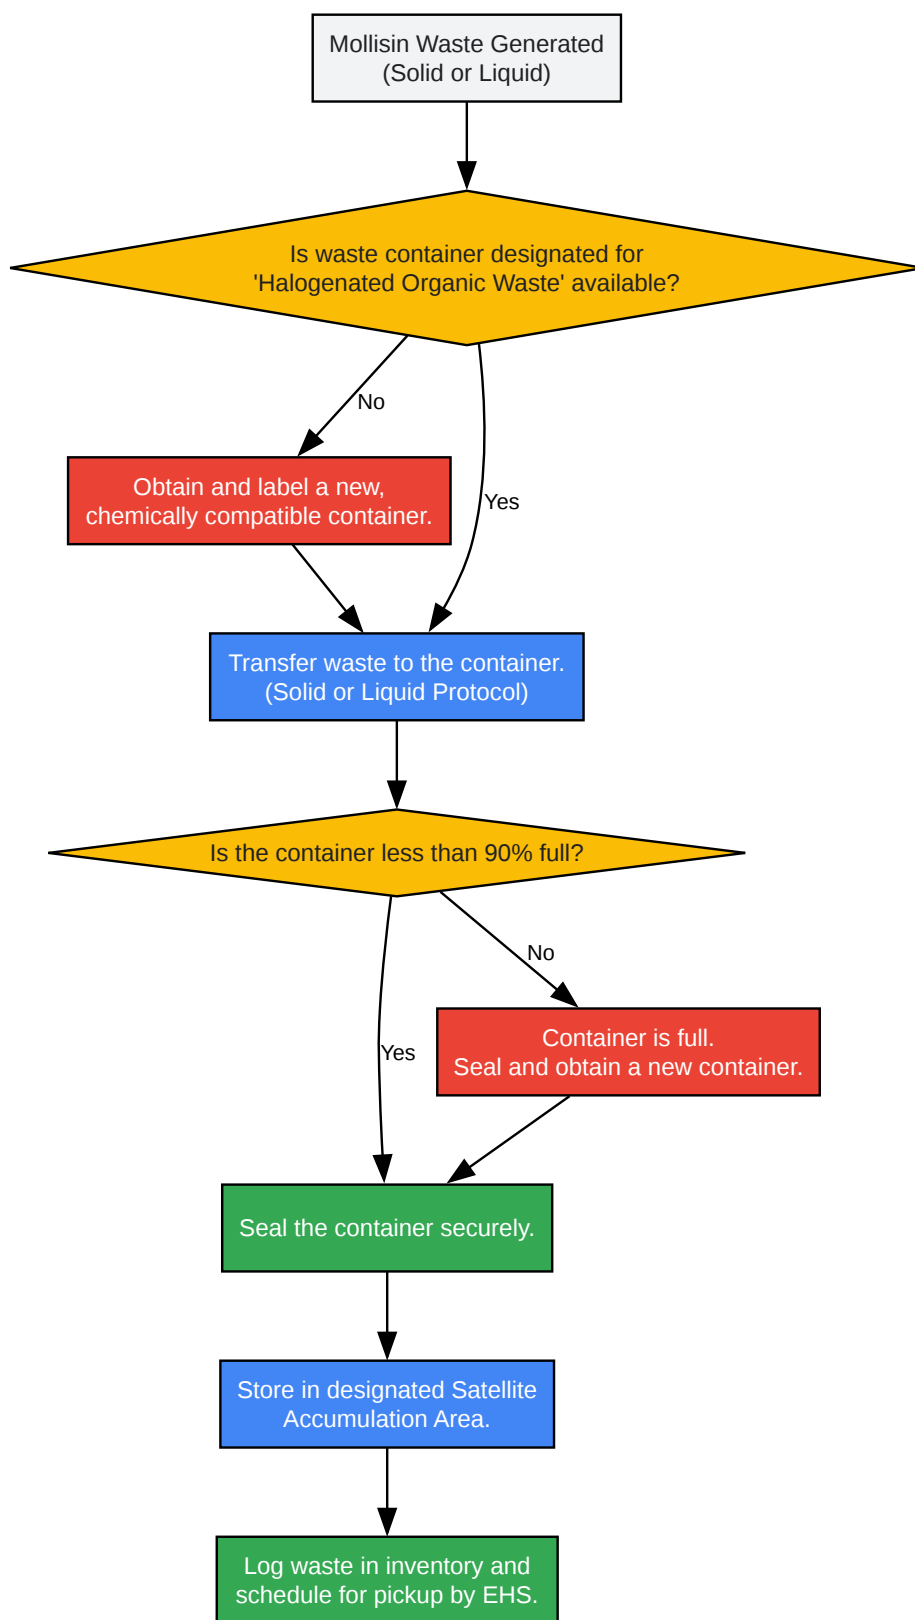 Mollisin Waste Generated
(Solid or Liquid)
Is waste container designated for
'Halogenated Organic Waste' available?
No
Obtain and label a new,
chemically compatible container.
Yes
Transfer waste to the container.
(Solid or Liquid Protocol)
Is the container less than 90% full?
No
Container is full.
Seal and obtain a new container.
Yes
Seal the container securely.
Store in designated Satellite
Accumulation Area.
Log waste in inventory and
schedule for pickup by EHS.